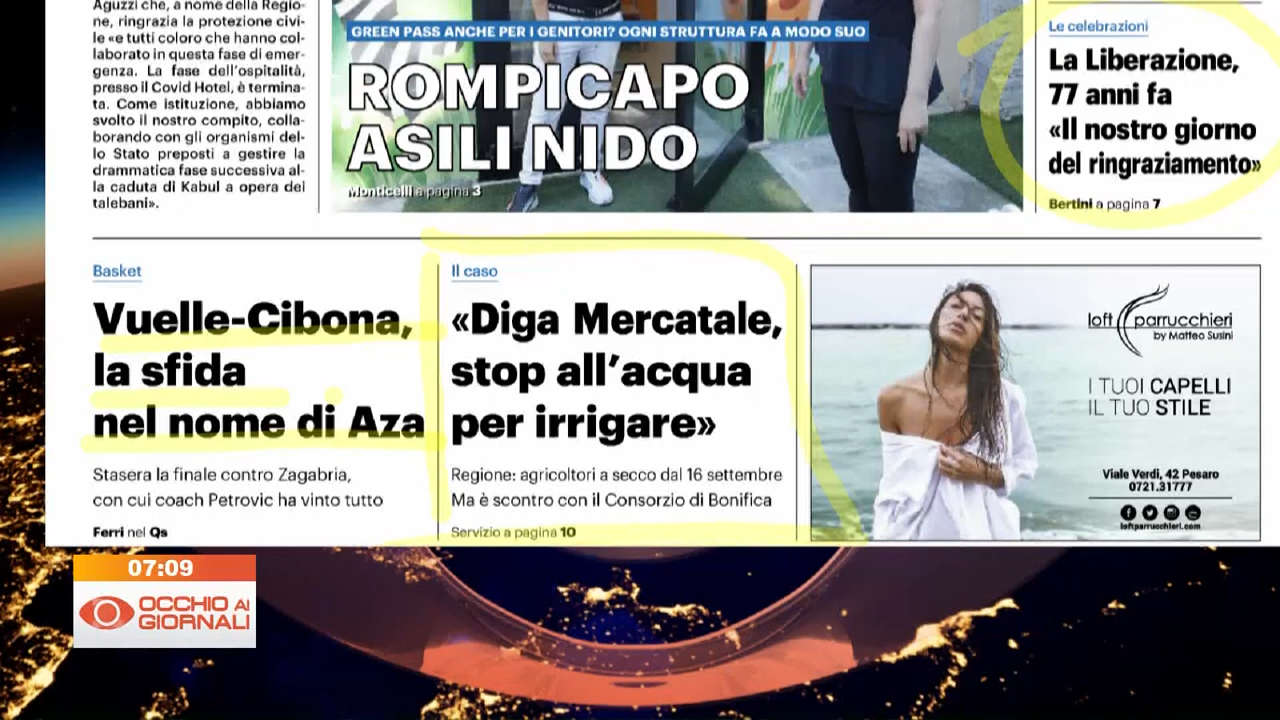 Aguzzi che, a nome della Regio-
ne, ringrazia la protezione civi-
le «e tutti coloro che hanno col-
laborato in questa fase di emer-
genza. La fase dell'ospitalità,
presso il Covid Hotel, è termina-
ta. Come istituzione, abbiamo
svolto il nostro compito, colla-
borando con gli organismi del-
lo Stato preposti a gestire la
drammatica fase successiva al-
la caduta di Kabul a opera dei
talebani».
GREEN PASS ANCHE PER I GENITORI? OGNI STRUTTURA FA A MODO SUO
ROMPICAPO
ASILI NIDO
Monticelli a pagina 3
Le celebrazioni
La Liberazione,
77 anni fa
«Il nostro giorno
del ringraziamento»
Bertini a pagina 7
Basket
Vuelle-Cibona,
la sfida
nel nome di Aza
Stasera la finale contro Zagabria,
con cui coach Petrovic ha vinto tutto
Ferri nel Qs
Il caso
«Diga Mercatale,
stop all'acqua
per irrigare»
Regione: agricoltori a secco dal 16 settembre
Ma è scontro con il Consorzio di Bonifica
Servizio a pagina 10
loft parrucchieri
by Matteo Susini
I TUOI CAPELLI
IL TUO STILE
Viale Verdi, 42 Pesaro
0721.31777
loftparrucchieri.com
07:09
OCCHIO AI
GIORNALI